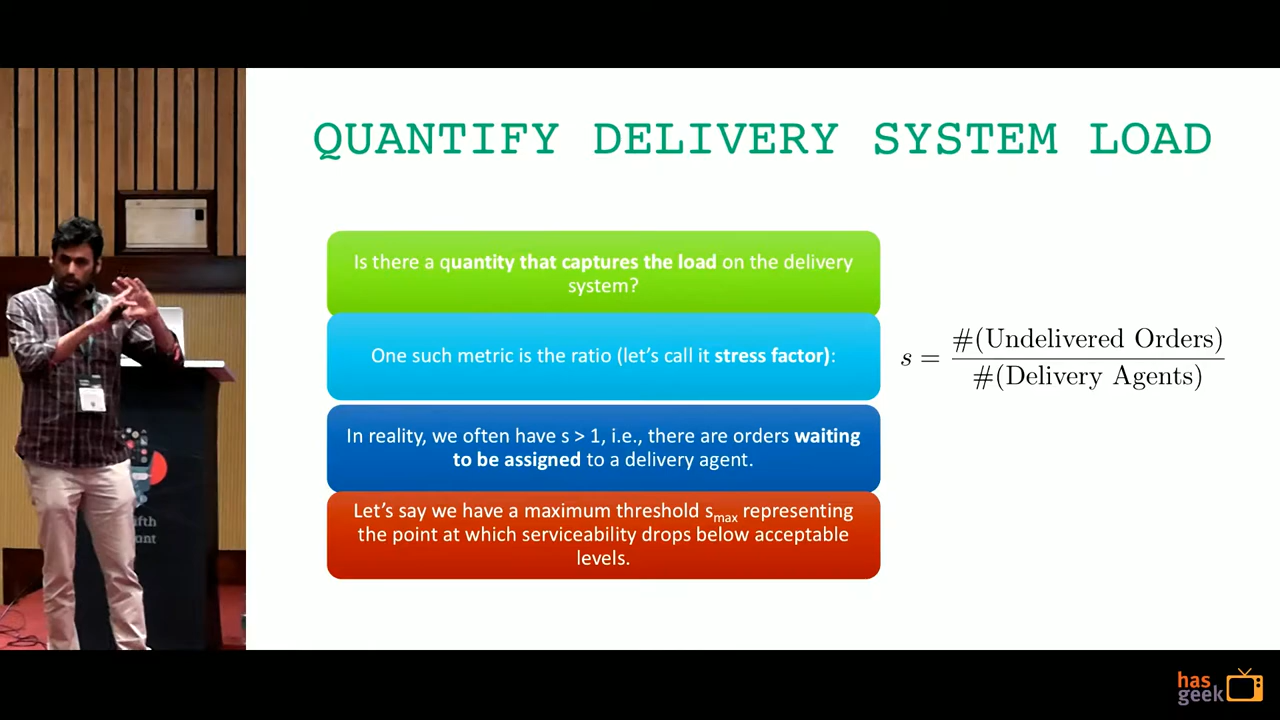 QUANTIFY DELIVERY SYSTEM LOAD
Is there a quantity that captures the load on the delivery
system?
One such metric is the ratio (let's call it stress factor):
s = #(Undelivered Orders) / #(Delivery Agents)
In reality, we often have s > 1, i.e., there are orders waiting
to be assigned to a delivery agent.
Let's say we have a maximum threshold smax representing
the point at which serviceability drops below acceptable
levels.
has
geek